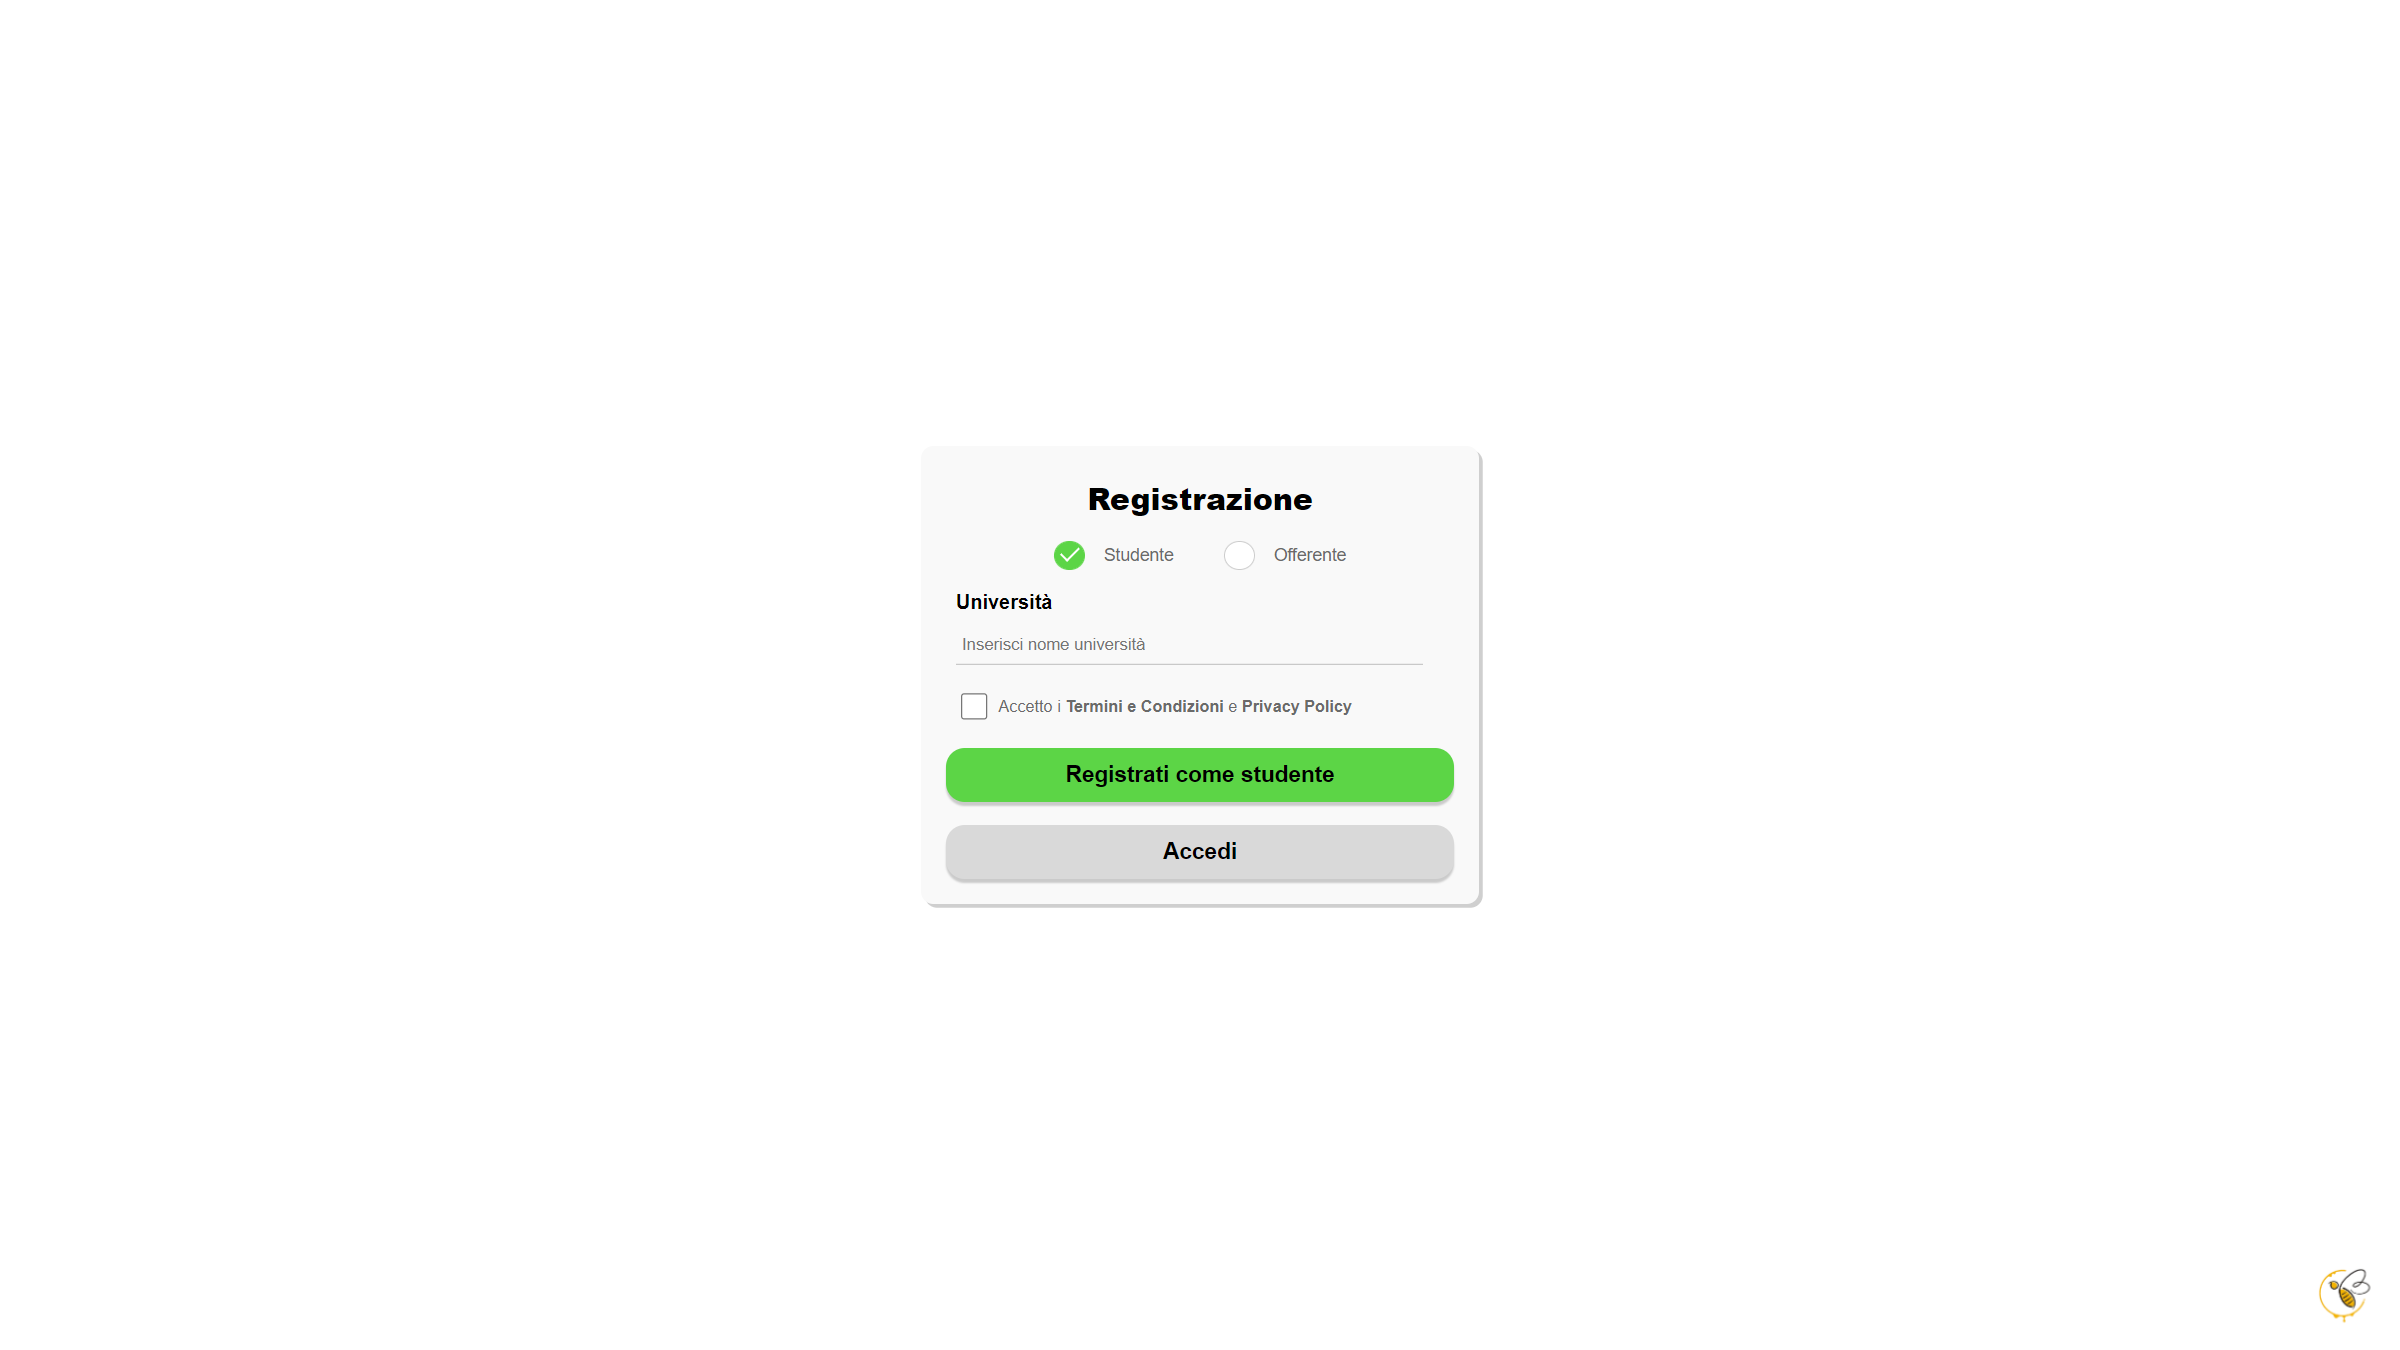 Registrazione
Studente Offerente
Università
Inserisci nome università
Accetto i Termini e Condizioni e Privacy Policy
Registrati come studente
Accedi